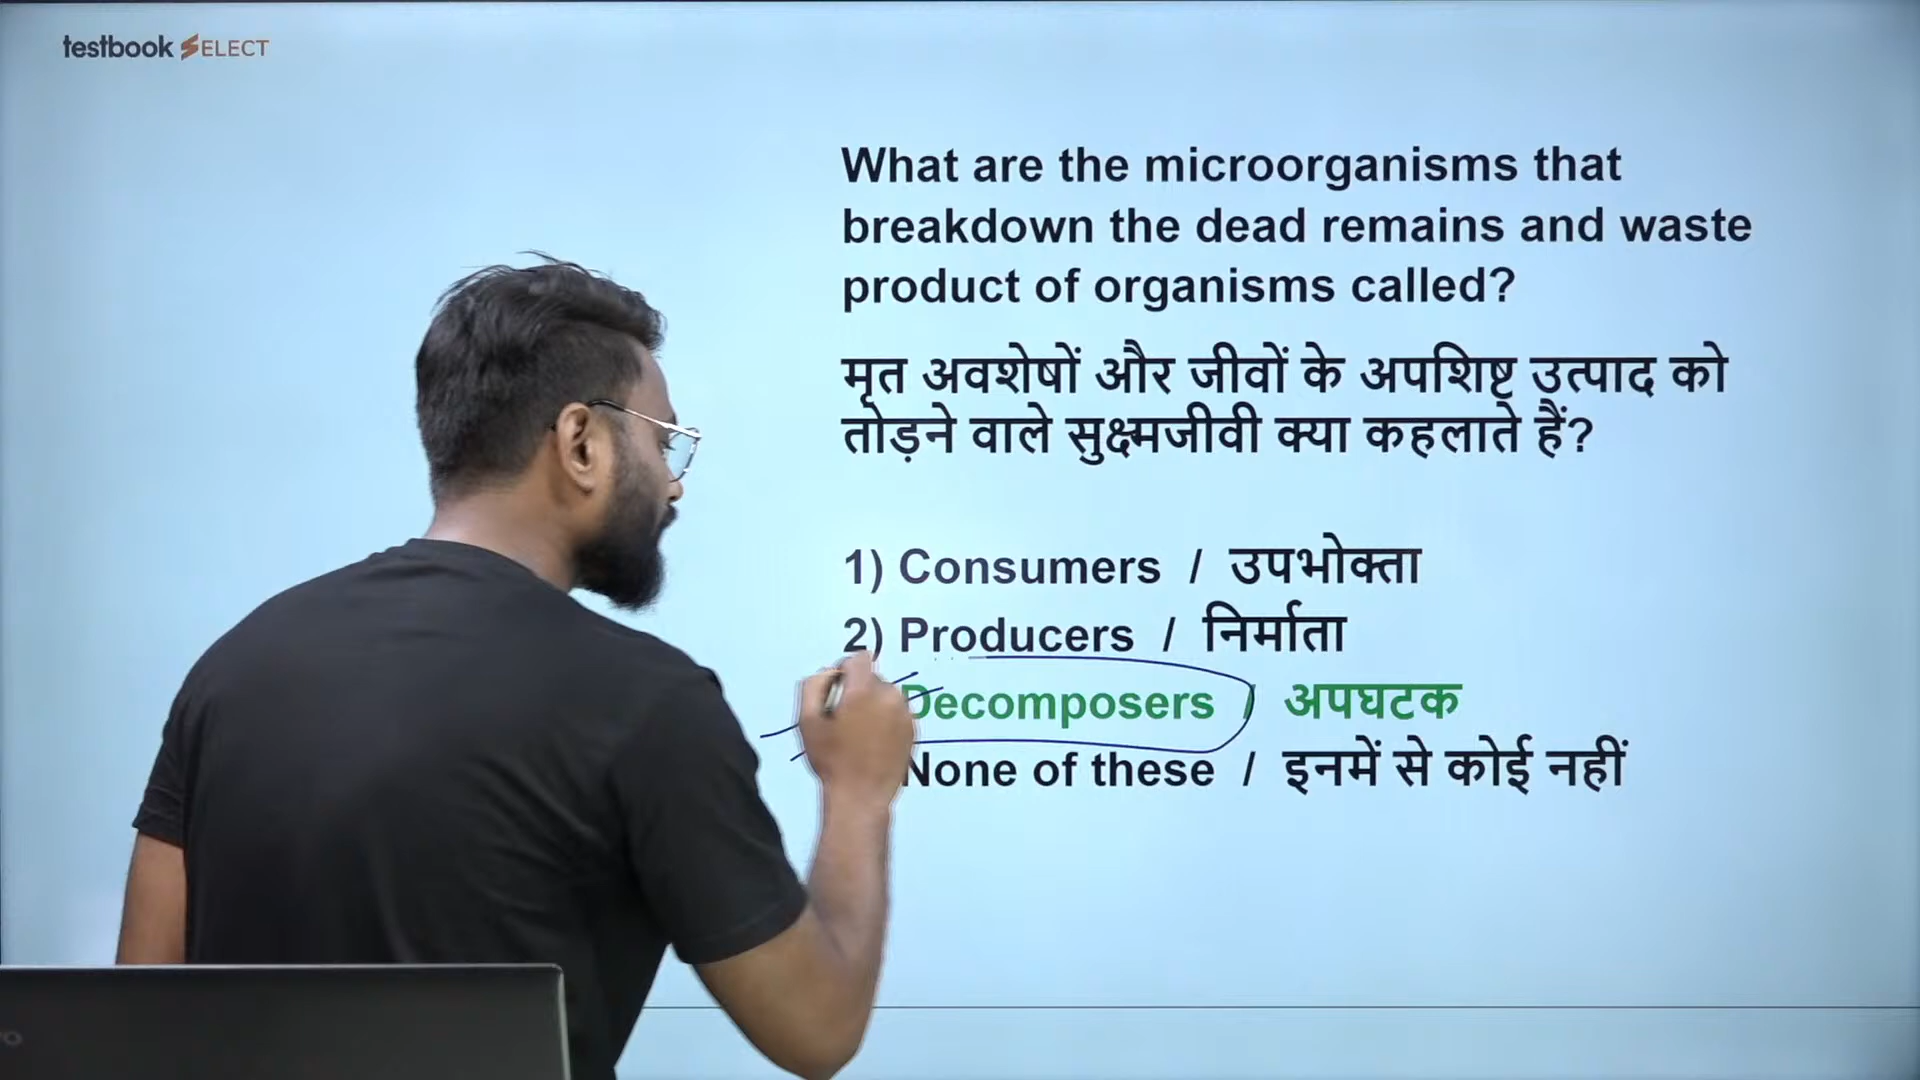 testbook SELECT
What are the microorganisms that
breakdown the dead remains and waste
product of organisms called?
मृत अवशेषों और जीवों के अपशिष्ट उत्पाद को
तोड़ने वाले सुक्ष्मजीवी क्या कहलाते हैं?
1) Consumers / उपभोक्ता
2) Producers / निर्माता
Decomposers / अपघटक
None of these / इनमें से कोई नहीं